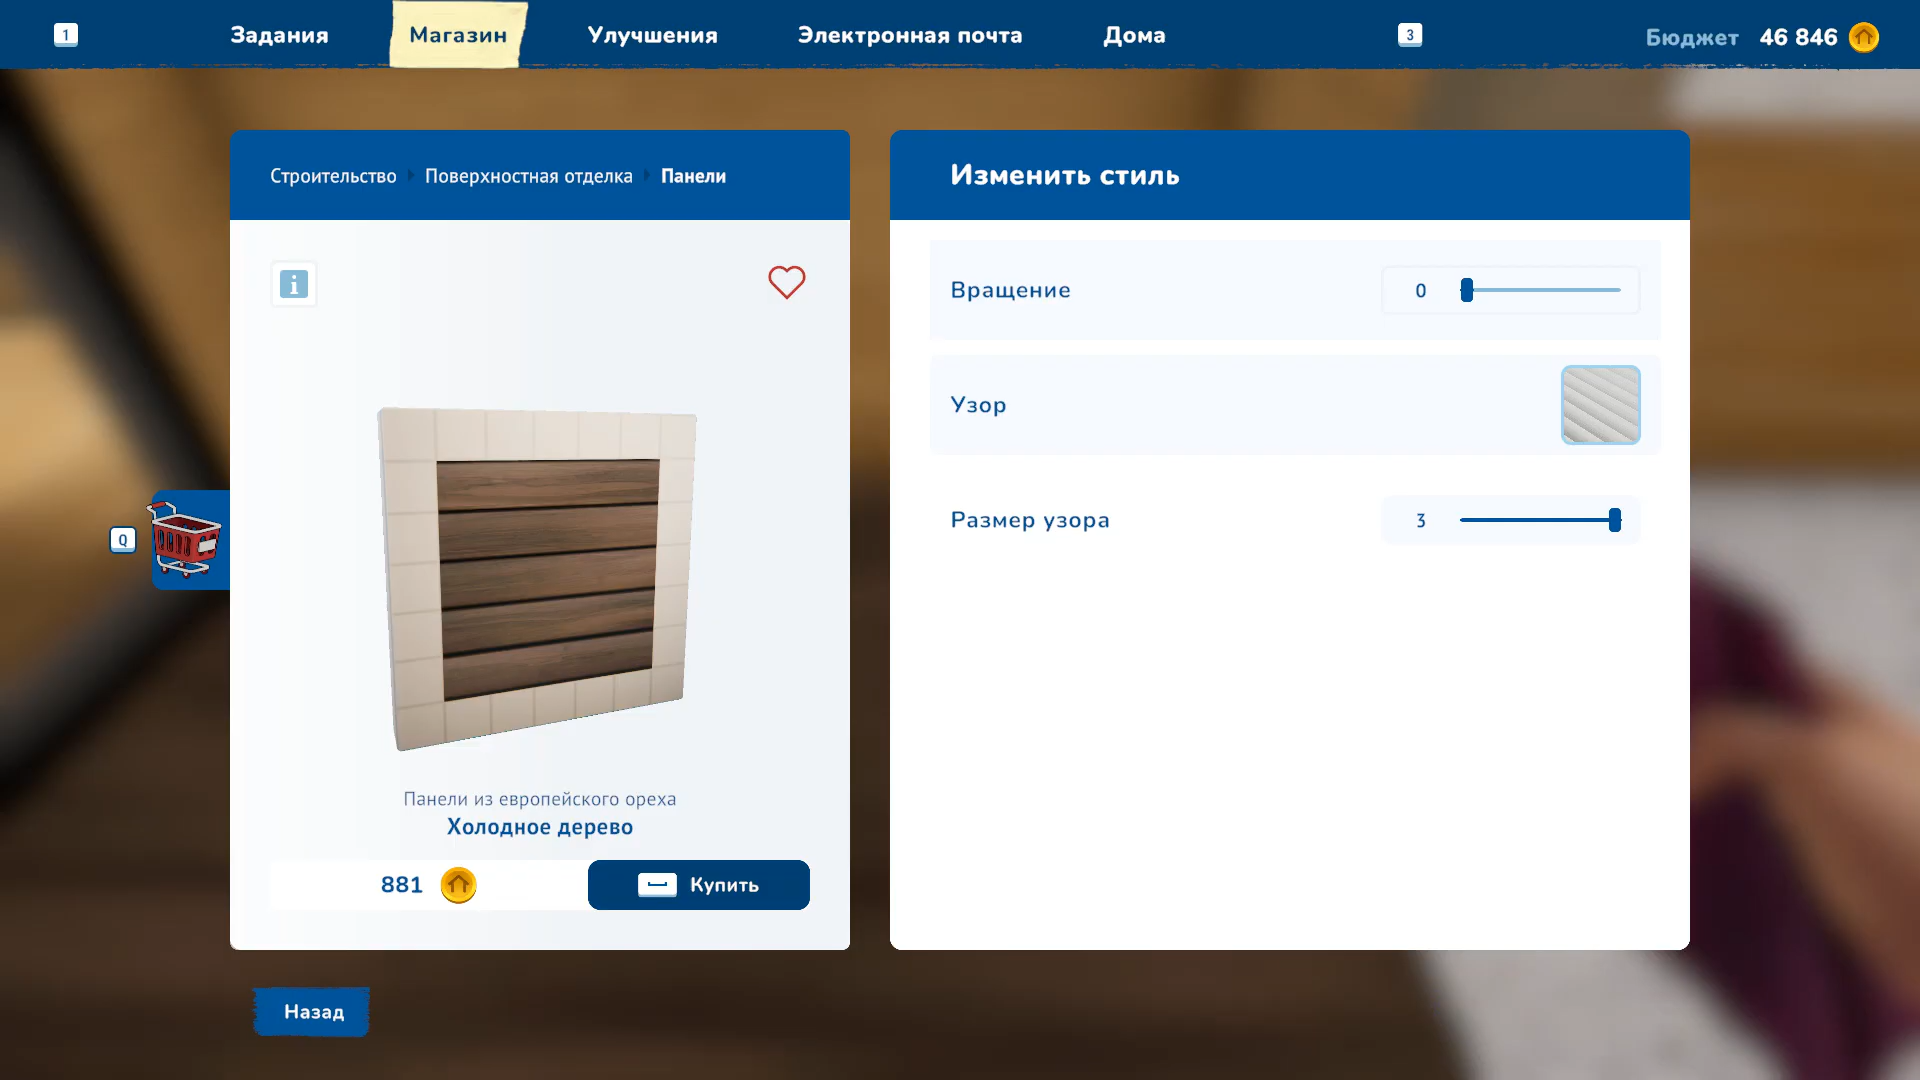 1
Задания
Магазин
Улучшения
Электронная почта
Дома
3
Бюджет 46 846
Строительство
Поверхностная отделка
Панели
Изменить стиль
i
Вращение
0
Узор
Размер узора
3
Q
Панели из европейского ореха
Холодное дерево
881
Купить
Назад